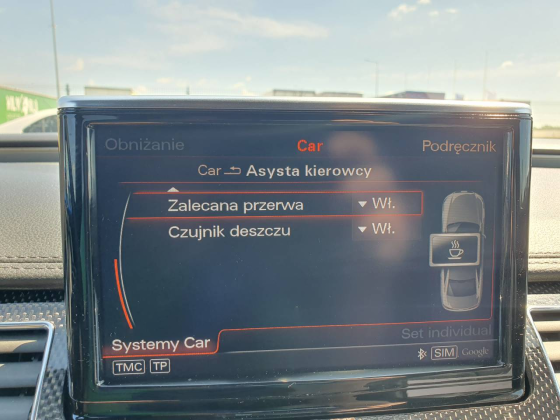 Obniżanie Car Podręcznik
Car Asysta kierowcy
Zalecana przerwa Wł.
Czujnik deszczu Wł.
Set individual
Systemy Car
TMC TP SIM Google